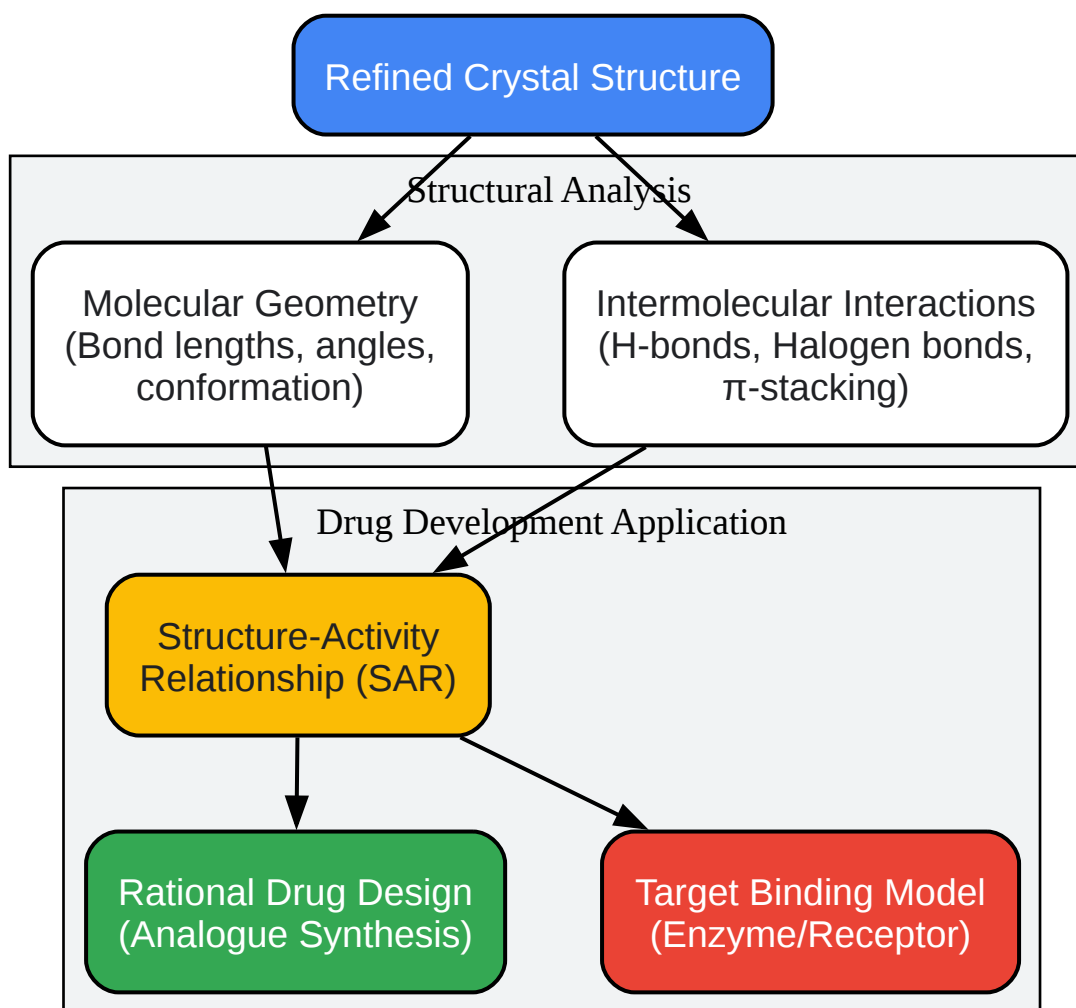 Refined Crystal Structure
Structural Analysis
Molecular Geometry
(Bond lengths, angles,
conformation)
Intermolecular Interactions
(H-bonds, Halogen bonds,
π-stacking)
Drug Development Application
Structure-Activity
Relationship (SAR)
Rational Drug Design
(Analogue Synthesis)
Target Binding Model
(Enzyme/Receptor)